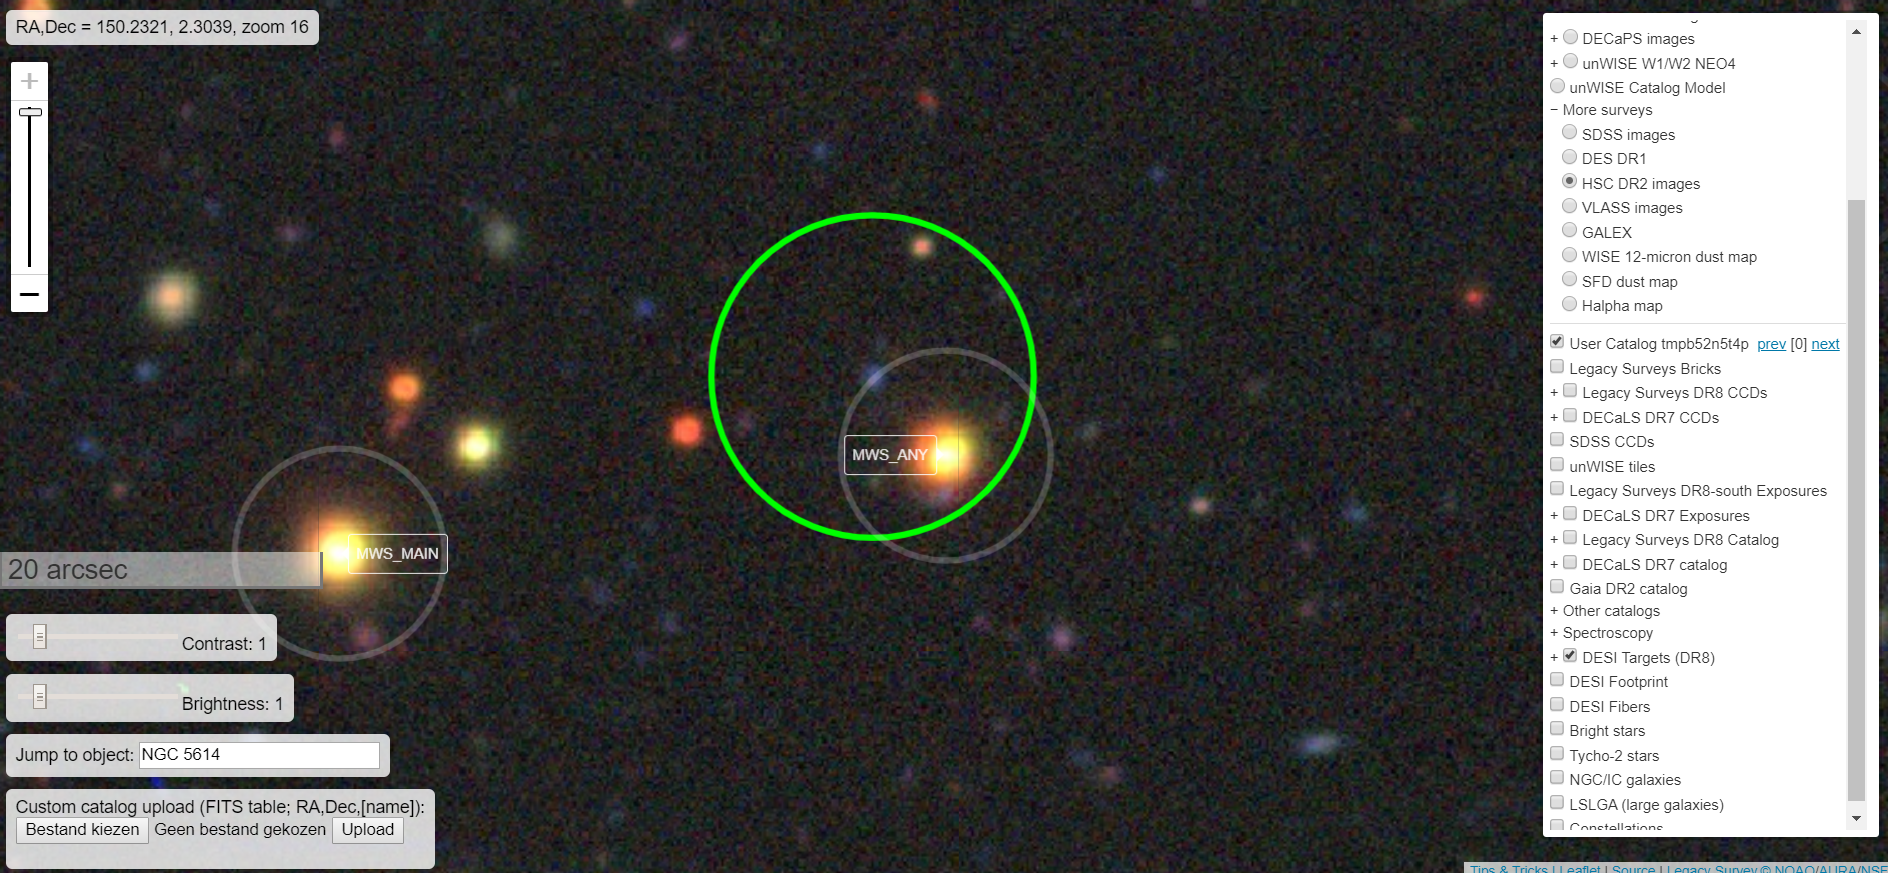 RA,Dec = 150.2321, 2.3039, zoom 16
+
−
MWS_ANY
MWS_MAIN
20 arcsec
Contrast: 1
Brightness: 1
Jump to object: NGC 5614
Custom catalog upload (FITS table; RA,Dec,[name]):
Bestand kiezen Geen bestand gekozen Upload
+ DECaPS images
+ unWISE W1/W2 NEO4
unWISE Catalog Model
− More surveys
SDSS images
DES DR1
HSC DR2 images
VLASS images
GALEX
WISE 12-micron dust map
SFD dust map
Halpha map
User Catalog tmpb52n5t4p prev [0] next
Legacy Surveys Bricks
+ Legacy Surveys DR8 CCDs
+ DECaLS DR7 CCDs
SDSS CCDs
unWISE tiles
Legacy Surveys DR8-south Exposures
+ DECaLS DR7 Exposures
+ Legacy Surveys DR8 Catalog
+ DECaLS DR7 catalog
Gaia DR2 catalog
+ Other catalogs
+ Spectroscopy
+ DESI Targets (DR8)
DESI Footprint
DESI Fibers
Bright stars
Tycho-2 stars
NGC/IC galaxies
LSLGA (large galaxies)
Constellations
Tips & Tricks | Leaflet | Source | Legacy Survey © NOAO/AURA/NSF